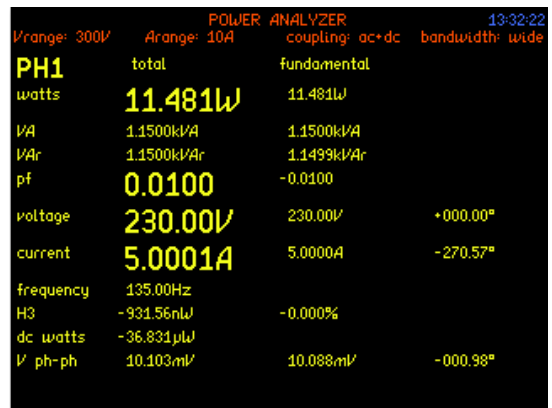 POWER ANALYZER 13:32:22
Vrange: 300V Arange: 10A coupling: ac+dc bandwidth: wide
PH1 total fundamental
watts 11.481W 11.481W
VA 1.1500kVA 1.1500kVA
VAr 1.1500kVAr 1.1499kVAr
pf 0.0100 -0.0100
voltage 230.00V 230.00V +000.00°
current 5.0001A 5.0000A -270.57°
frequency 135.00Hz
H3 -931.56nW -0.000%
dc watts -36.831µW
V ph-ph 10.103mV 10.088mV -000.98°